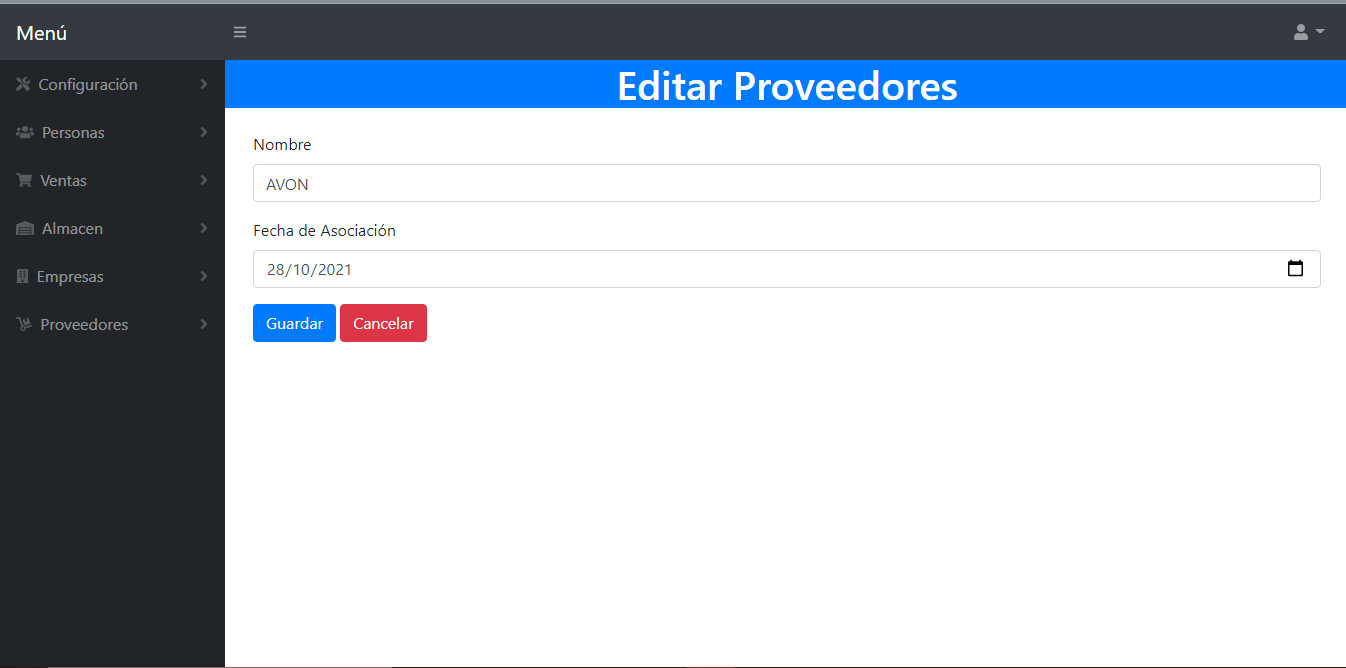 Menú
Configuración
Personas
Ventas
Almacen
Empresas
Proveedores
Editar Proveedores
Nombre
AVON
Fecha de Asociación
28/10/2021
Guardar Cancelar